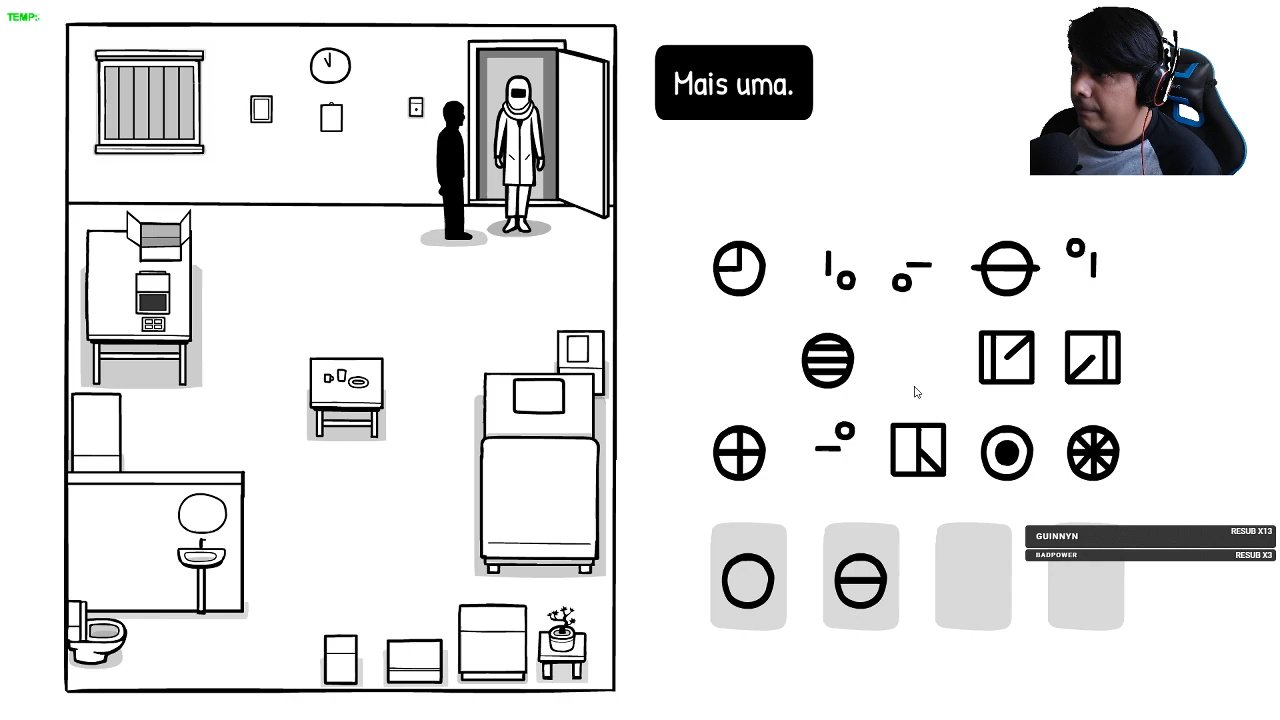 TEMP:
Mais uma.
RESUB X13
GUINNYN
BADPOWER
RESUB X3